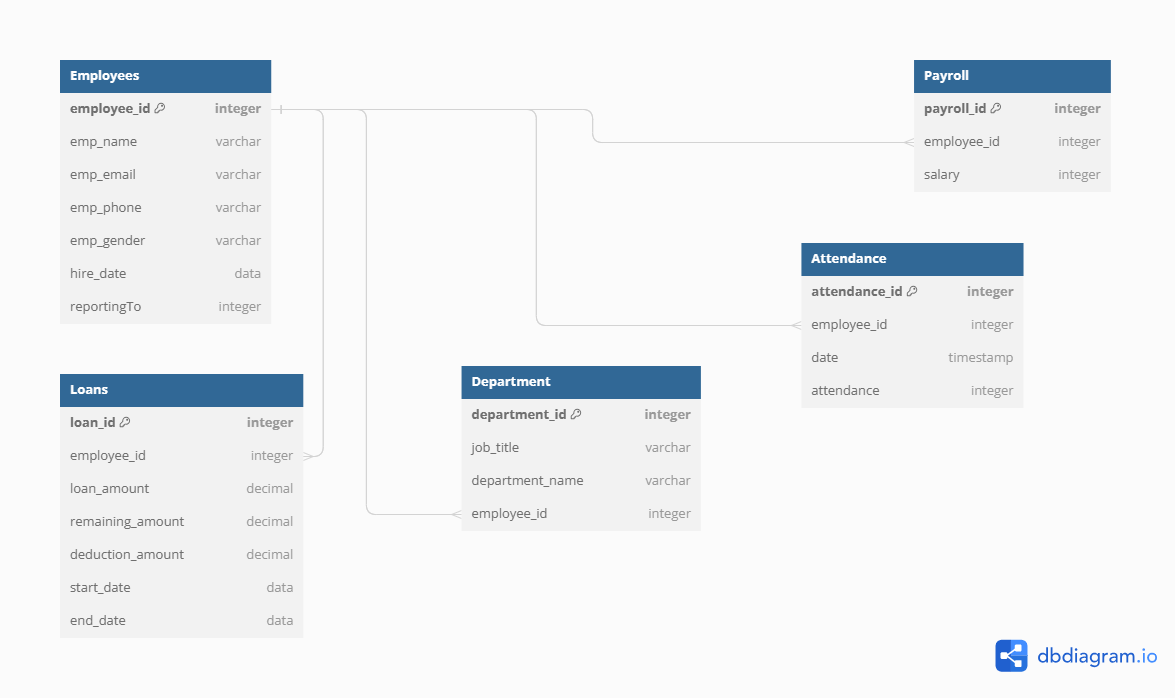 Employees
employee_id integer
emp_name varchar
emp_email varchar
emp_phone varchar
emp_gender varchar
hire_date data
reportingTo integer
Loans
loan_id integer
employee_id integer
loan_amount decimal
remaining_amount decimal
deduction_amount decimal
start_date data
end_date data
Department
department_id integer
job_title varchar
department_name varchar
employee_id integer
Payroll
payroll_id integer
employee_id integer
salary integer
Attendance
attendance_id integer
employee_id integer
date timestamp
attendance integer
dbdiagram.io